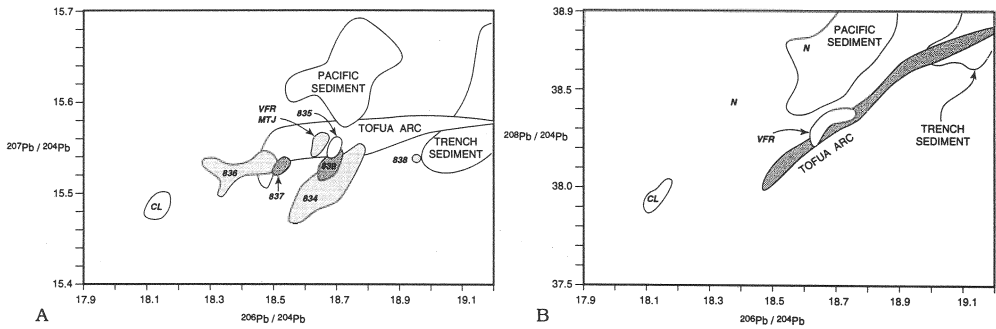 15.7
15.6
15.5
15.4
207Pb / 204Pb
17.9 18.1 18.3 18.5 18.7 18.9 19.1
206Pb / 204Pb
A
PACIFIC
SEDIMENT
VFR
MTJ
835
TOFUA ARC
TRENCH
SEDIMENT
838
839
836
837
834
CL
38.9
38.5
38.0
37.5
208Pb / 204Pb
17.9 18.1 18.3 18.5 18.7 18.9 19.1
206Pb / 204Pb
B
PACIFIC
SEDIMENT
N
N
VFR
TOFUA ARC
TRENCH
SEDIMENT
CL